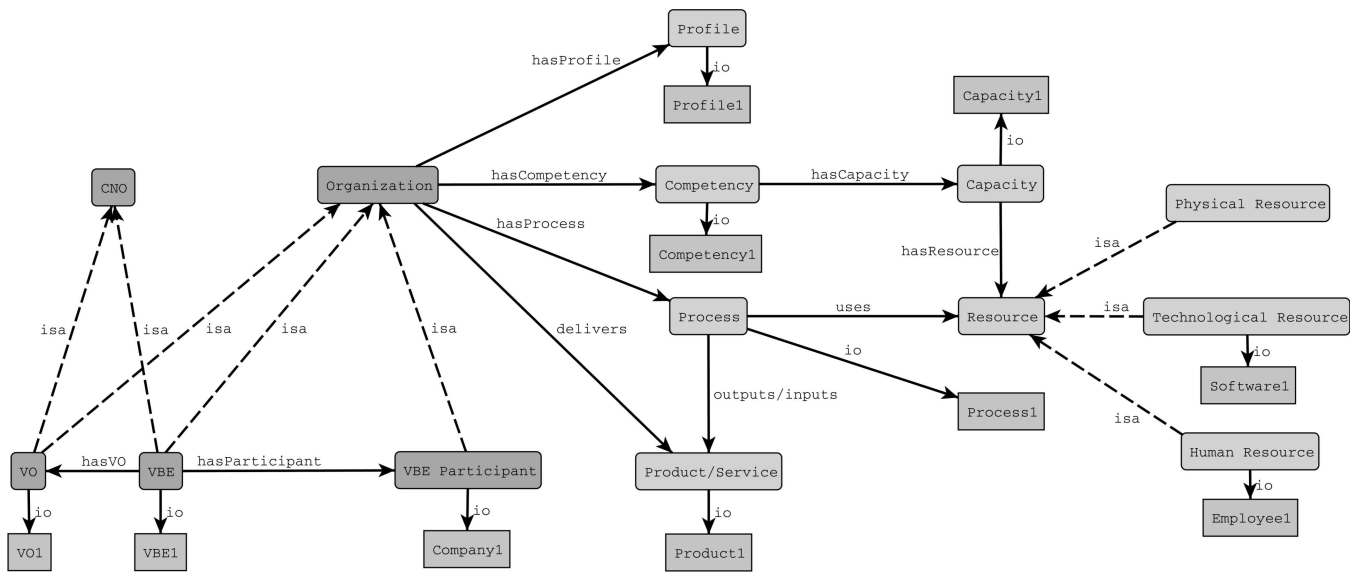 Profile
hasProfile
io
Profile1
Capacity1
io
CNO
Organization
hasCompetency
Competency
hasCapacity
Capacity
Physical Resource
io
hasProcess
Competency1
hasResource
isa
isa
isa
isa
isa
delivers
Process
uses
Resource
isa
Technological Resource
io
io
Software1
outputs/inputs
Process1
isa
VO
hasVO
VBE
hasParticipant
VBE Participant
Product/Service
Human Resource
io
io
io
io
io
VO1
VBE1
Company1
Product1
Employee1